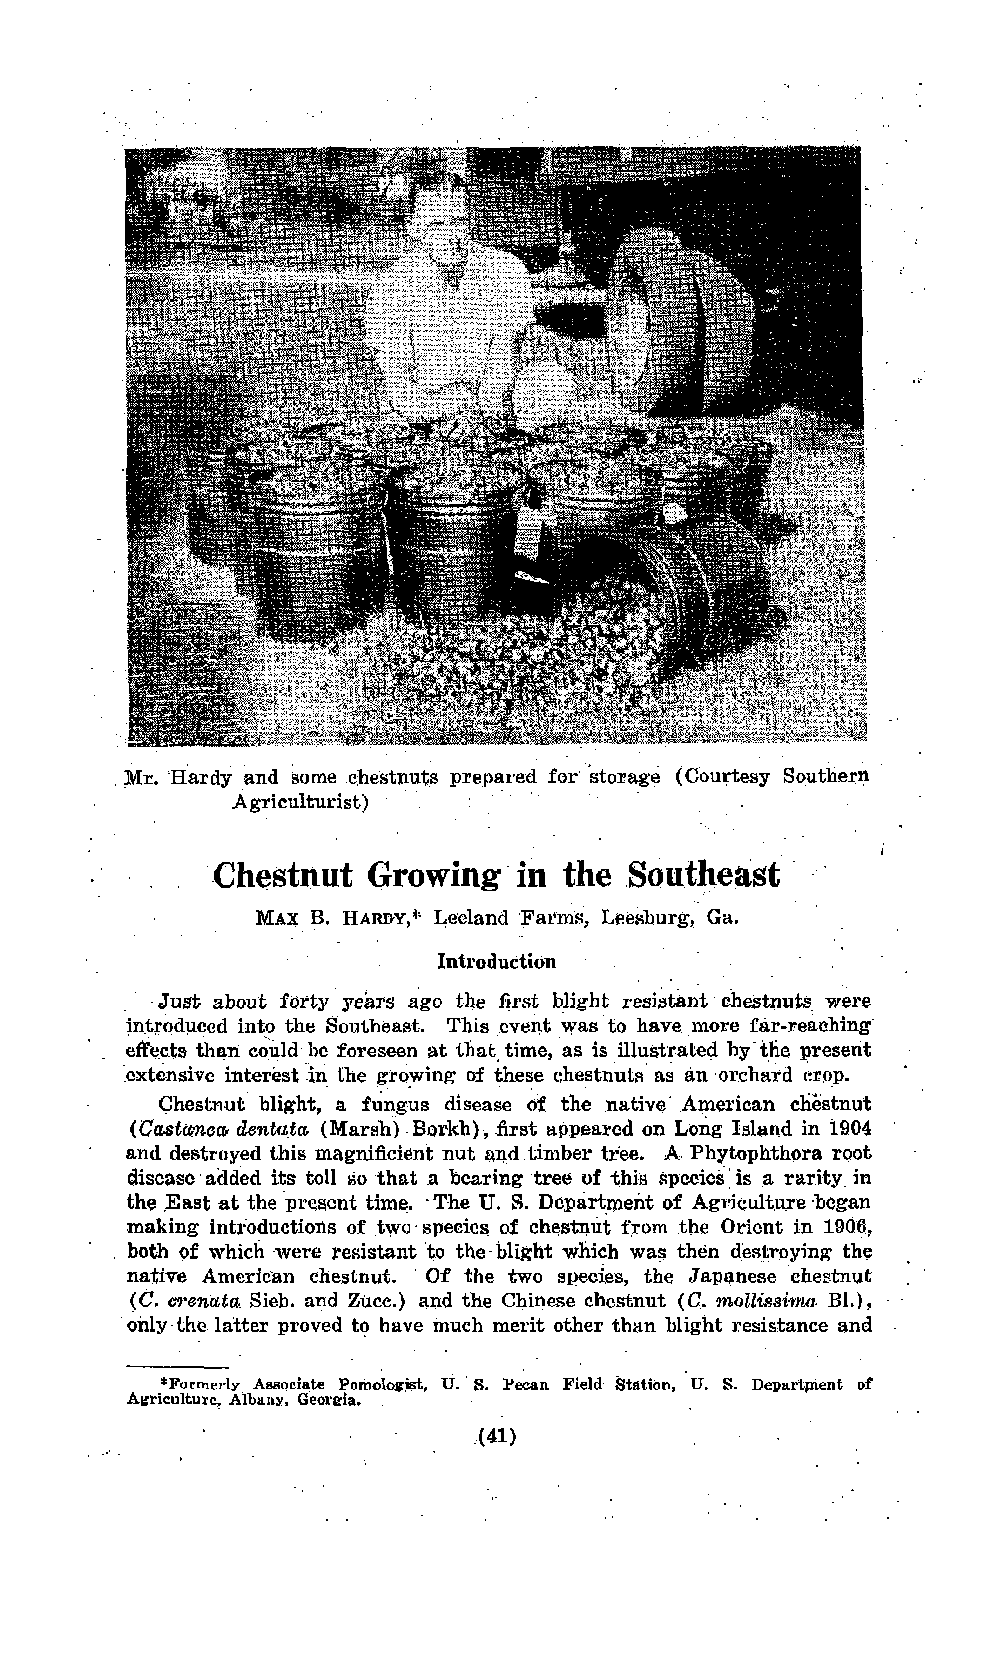 Mr. Hardy and some chestnuts prepared for storage (Courtesy Southern
Agriculturist)
Chestnut Growing in the Southeast
MAX B. HARDY,* Leeland Farms, Leesburg, Ga.
Introduction
Just about forty years ago the first blight resistant chestnuts were
introduced into the Southeast. This event was to have more far-reaching
effects than could be foreseen at that time, as is illustrated by the present
extensive interest in the growing of these chestnuts as an orchard crop.
Chestnut blight, a fungus disease of the native American chestnut
(Castanea dentata (Marsh) Borkh), first appeared on Long Island in 1904
and destroyed this magnificient nut and timber tree. A Phytophthora root
disease added its toll so that a bearing tree of this species is a rarity in
the East at the present time. The U. S. Department of Agriculture began
making introductions of two species of chestnut from the Orient in 1906,
both of which were resistant to the blight which was then destroying the
native American chestnut. Of the two species, the Japanese chestnut
(C. crenata Sieb. and Zucc.) and the Chinese chestnut (C. mollissima Bl.),
only the latter proved to have much merit other than blight resistance and
*Formerly Associate Pomologist, U. S. Pecan Field Station, U. S. Department of
Agriculture, Albany, Georgia.
(41)